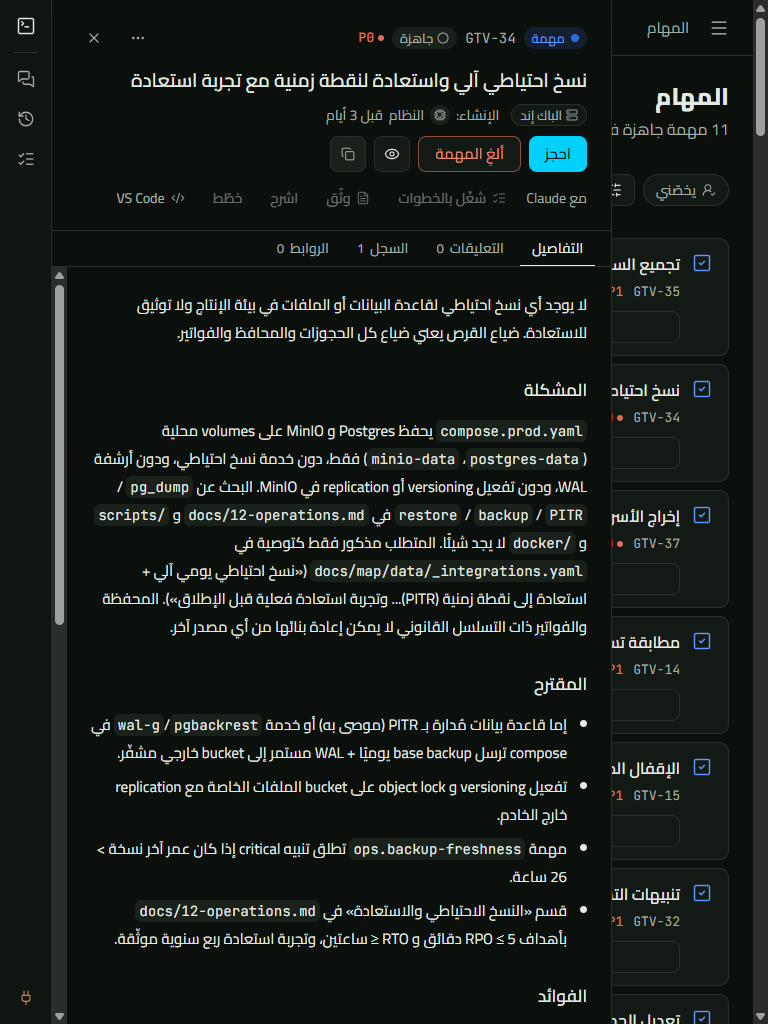 المهام
المهام
11 مهمة جاهزة
يخصّني
GTV-35
GTV-34
GTV-37
GTV-14
P1 GTV-15
GTV-32
مهمة
GTV-34
جاهزة
P0
نسخ احتياطي آلي واستعادة لنقطة زمنية مع تجربة استعادة
الباك إند
الإنشاء:
النظام
قبل 3 أيام
احجز
ألغِ المهمة
مع Claude
شغّل بالخطوات
وثّق
اشرح
خطّط
VS Code
التفاصيل
التعليقات 0
السجل 1
الروابط 0
لا يوجد أي نسخ احتياطي لقاعدة البيانات أو الملفات في بيئة الإنتاج ولا توثيق
للاستعادة. ضياع القرص يعني ضياع كل الحجوزات والمحافظ والفواتير.
المشكلة
compose.prod.yaml يحفظ Postgres و MinIO على volumes محلية
(postgres-data، minio-data) فقط، دون خدمة نسخ احتياطي، ودون أرشفة
WAL، ودون تفعيل versioning أو replication في MinIO. البحث عن pg_dump /
PITR / backup / restore في docs/12-operations.md و scripts/
و docker/ لا يجد شيئًا. المتطلب مذكور فقط كتوصية في
docs/map/data/_integrations.yaml («نسخ احتياطي يومي آلي +
استعادة إلى نقطة زمنية (PITR)... وتجربة استعادة فعلية قبل الإطلاق»). المحفظة
والفواتير ذات التسلسل القانوني لا يمكن إعادة بنائها من أي مصدر آخر.
المقترح
إما قاعدة بيانات مُدارة بـ PITR (موصى به) أو خدمة wal-g/pgbackrest في
compose ترسل base backup يوميًا + WAL مستمر إلى bucket خارجي مشفّر.
تفعيل versioning و object lock على bucket الملفات الخاصة مع replication
خارج الخادم.
مهمة ops.backup-freshness تطلق تنبيه critical إذا كان عمر آخر نسخة >
26 ساعة.
قسم «النسخ الاحتياطي والاستعادة» في docs/12-operations.md
بأهداف RPO ≤ 5 دقائق و RTO ≤ ساعتين، وتجربة استعادة ربع سنوية موثّقة.
الفوائد